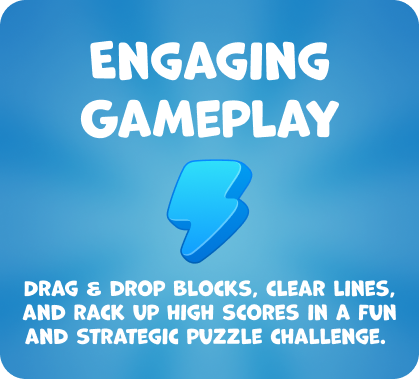 ENGAGING
GAMEPLAY
DRAG & DROP BLOCKS, CLEAR LINES,
AND RACK UP HIGH SCORES IN A FUN
AND STRATEGIC PUZZLE CHALLENGE.